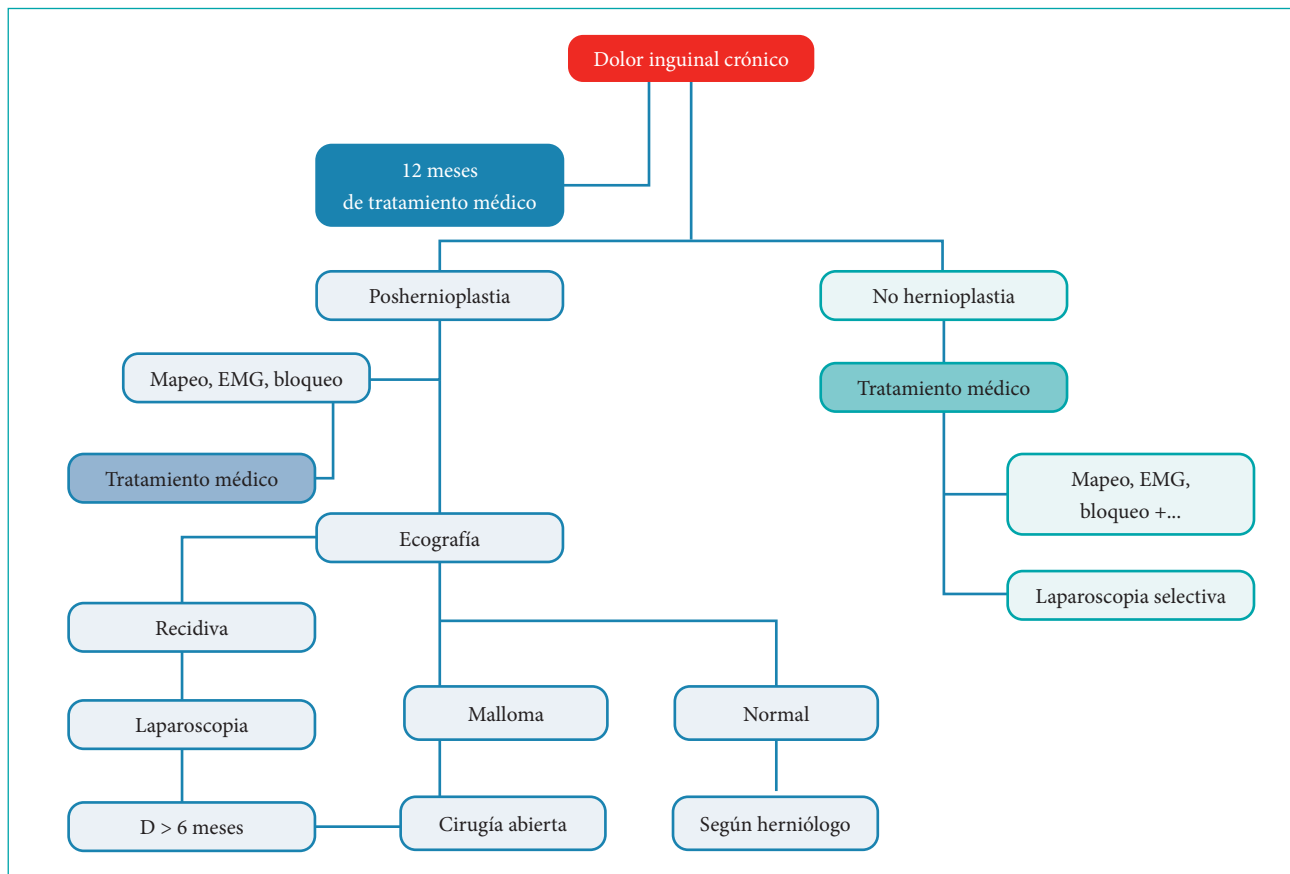 Dolor inguinal crónico
12 meses
de tratamiento médico
Poshernioplastia
No hernioplastia
Mapeo, EMG, bloqueo
Tratamiento médico
Tratamiento médico
Mapeo, EMG,
bloqueo +...
Ecografía
Laparoscopia selectiva
Recidiva
Laparoscopia
Malloma
Normal
D > 6 meses
Cirugía abierta
Según herniólogo